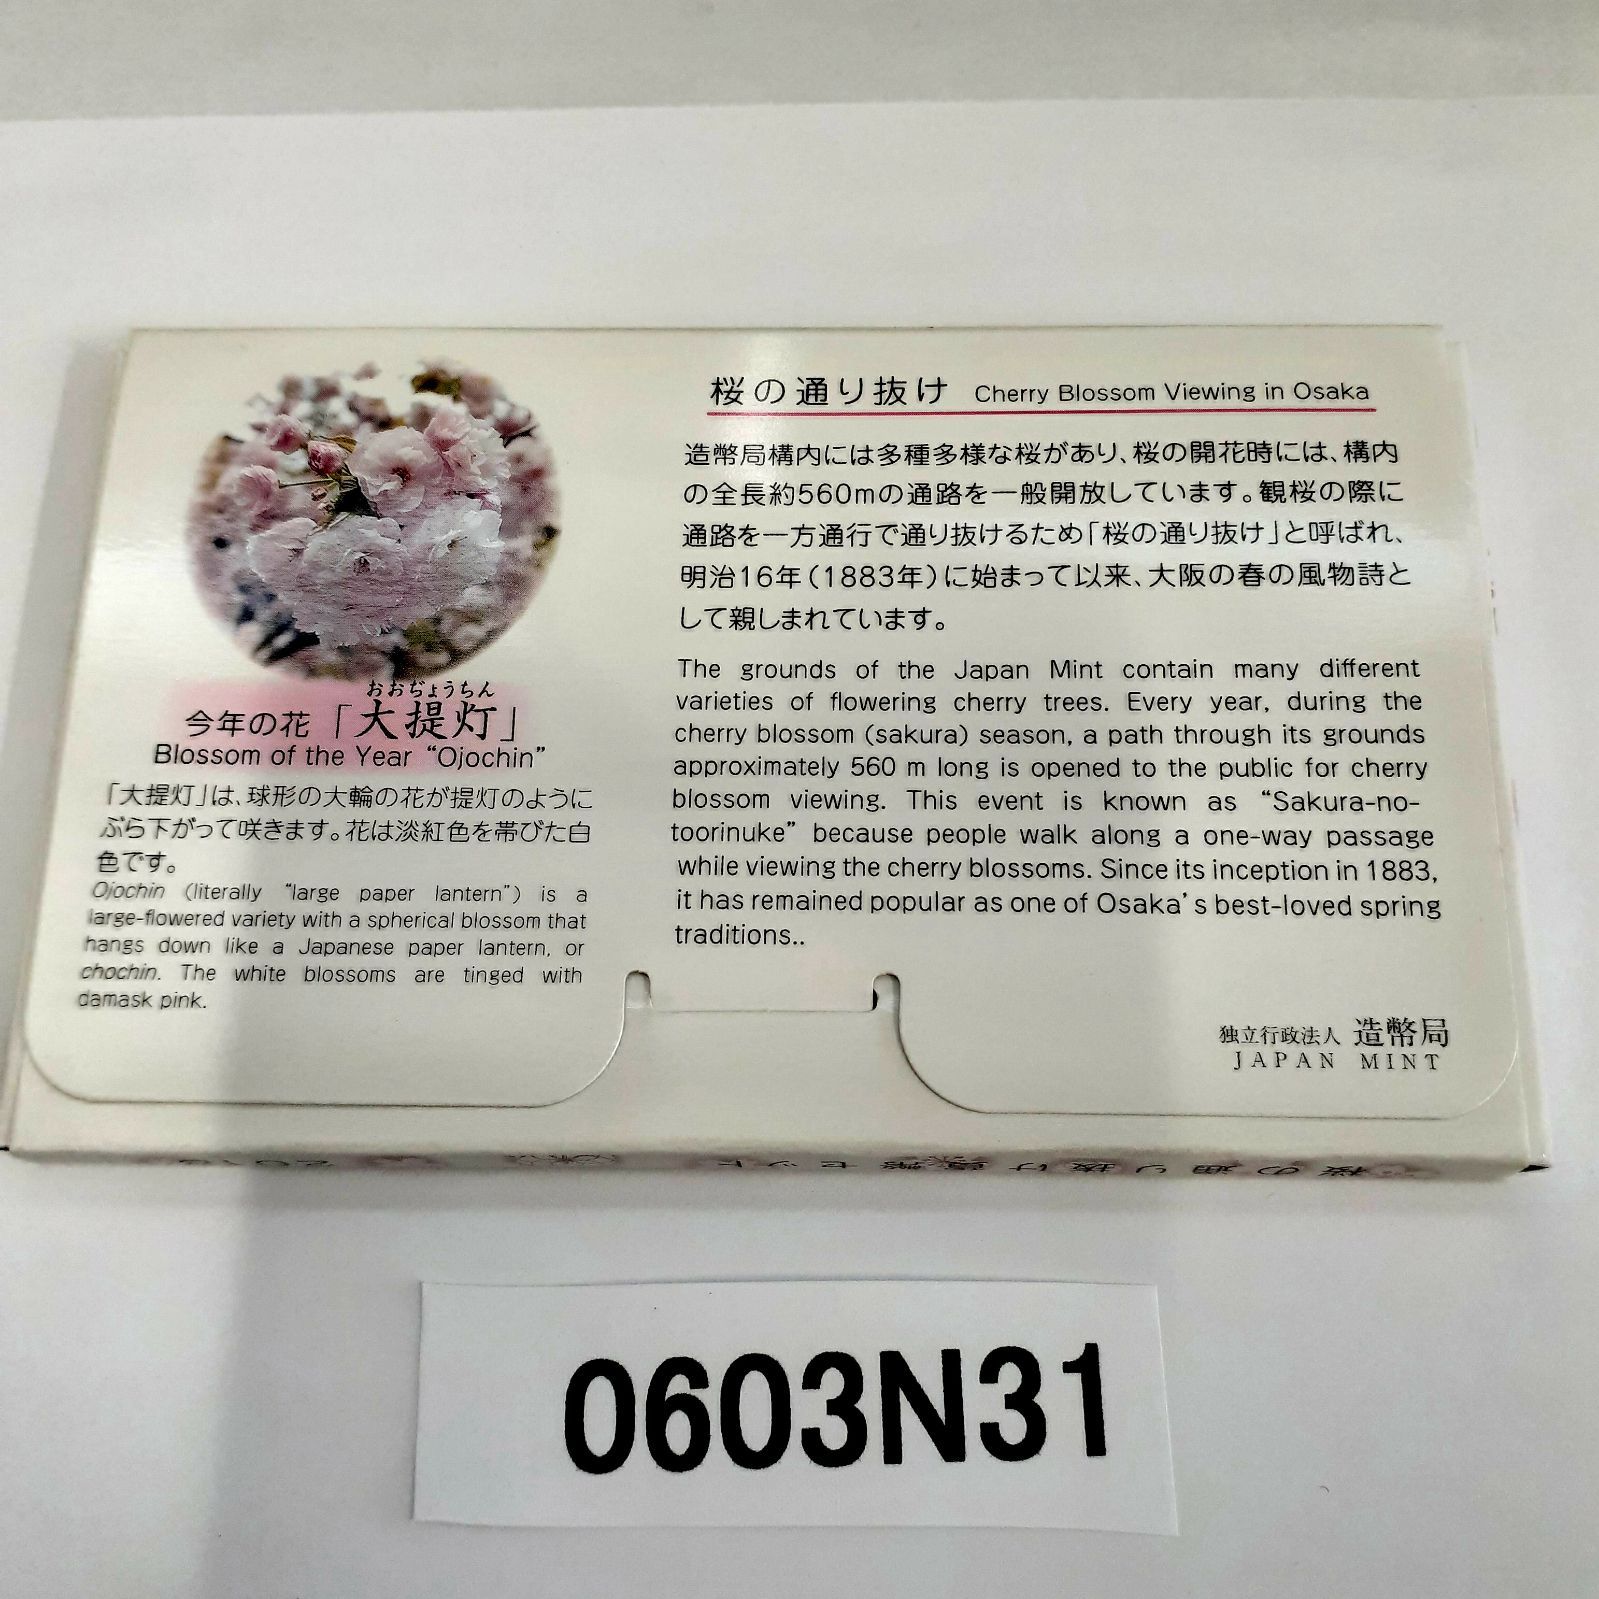 おおぢょうちん
今年の花「大提灯」
Blossom of the Year “Ojochin”
「大提灯」は、球形の大輪の花が提灯のように
ぶら下がって咲きます。花は淡紅色を帯びた白
色です。
Ojochin (literally “large paper lantern”) is a
large-flowered variety with a spherical blossom that
hangs down like a Japanese paper lantern, or
chochin. The white blossoms are tinged with
damask pink.
桜の通り抜け Cherry Blossom Viewing in Osaka
造幣局構内には多種多様な桜があり、桜の開花時には、構内
の全長約560mの通路を一般開放しています。観桜の際に
通路を一方通行で通り抜けるため「桜の通り抜け」と呼ばれ、
明治16年(1883年)に始まって以来、大阪の春の風物詩と
して親しまれています。
The grounds of the Japan Mint contain many different
varieties of flowering cherry trees. Every year, during the
cherry blossom (sakura) season, a path through its grounds
approximately 560 m long is opened to the public for cherry
blossom viewing. This event is known as “Sakura-no-
toorinuke” because people walk along a one-way passage
while viewing the cherry blossoms. Since its inception in 1883,
it has remained popular as one of Osaka's best-loved spring
traditions..
独立行政法人 造幣局
JAPAN MINT
桜の通り抜け貨幣セット
0603N31